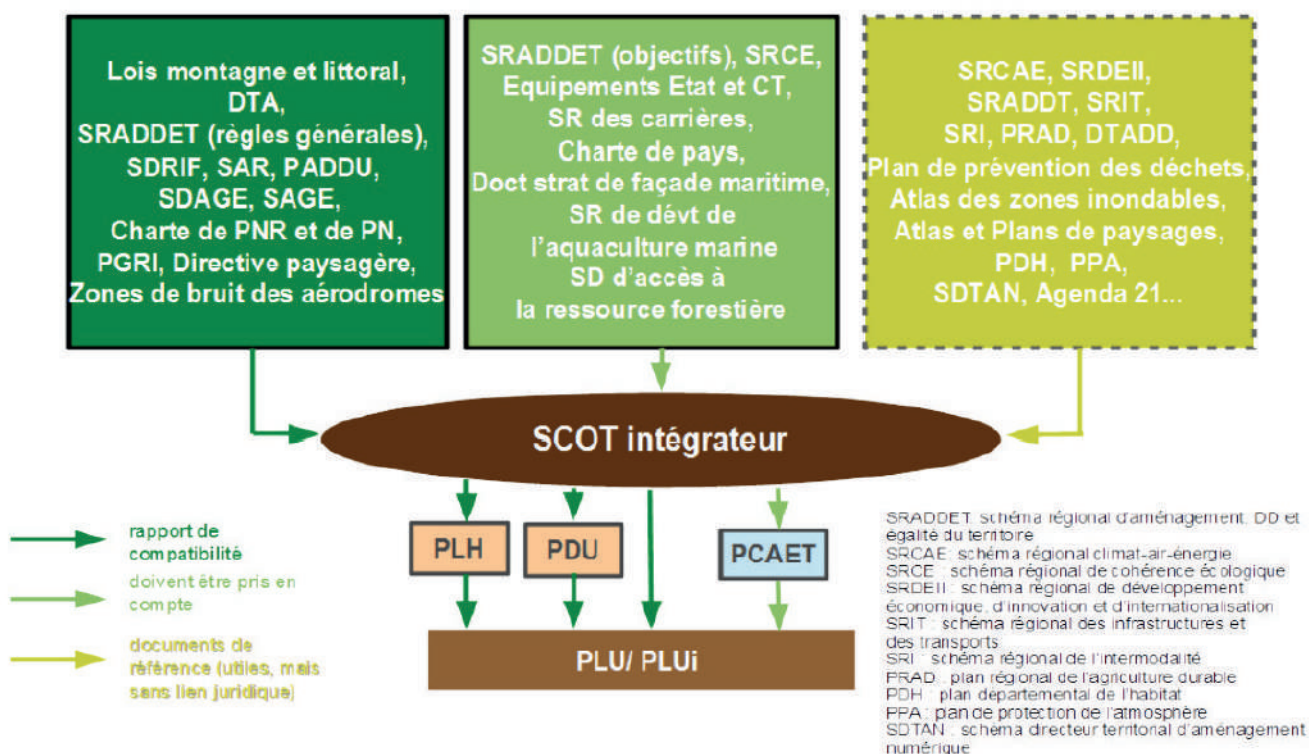 Lois montagne et littoral,
DTA,
SRADDET (règles générales),
SDRIF, SAR, PADDU,
SDAGE, SAGE,
Charte de PNR et de PN,
PGRI, Directive paysagère,
Zones de bruit des aérodromes
SRADDET (objectifs), SRCE,
Equipements Etat et CT,
SR des carrières,
Charte de pays,
Doct strat de façade maritime,
SR de dévt de
l'aquaculture marine
SD d'accès à
la ressource forestière
SRCAE, SRDEII,
SRADDT, SRIT,
SRI, PRAD, DTADD,
Plan de prévention des déchets,
Atlas des zones inondables,
Atlas et Plans de paysages,
PDH, PPA,
SDTAN, Agenda 21...
SCOT intégrateur
PLH
PDU
PCAET
PLU/ PLUi
rapport de
compatibilité
doivent être pris en
compte
documents de
référence (utiles, mais
sans lien juridique)
SRADDET: schéma régional d'aménagement, DD et
égalité du territoire
SRCAE: schéma régional climat-air-énergie
SRCE : schéma régional de cohérence écologique
SRDEII : schéma régional de développement
économique, d'innovation et d'internationalisation
SRIT : schéma régional des infrastructures et
des transports
SRI : schéma régional de l'intermodalité
PRAD : plan régional de l'agriculture durable
PDH : plan départemental de l'habitat
PPA : plan de protection de l'atmosphère
SDTAN : schéma directeur territorial d'aménagement
numérique